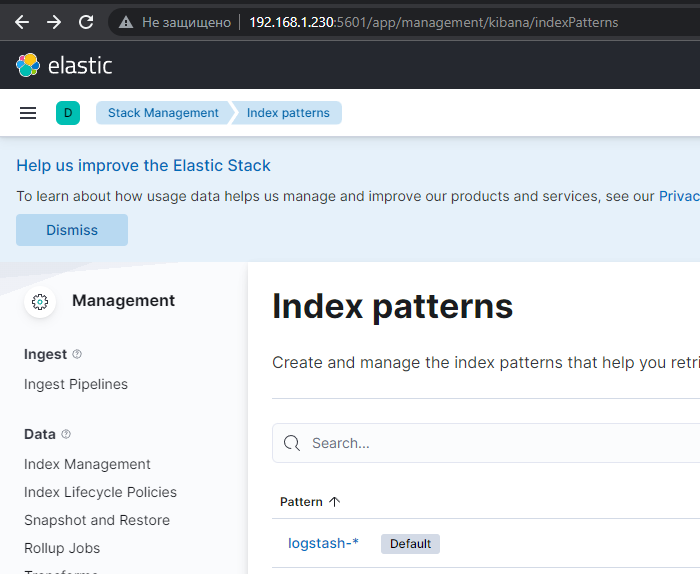 Не защищено 192.168.1.230:5601/app/management/kibana/indexPatterns
elastic
D Stack Management Index patterns
Help us improve the Elastic Stack
To learn about how usage data helps us manage and improve our products and services, see our Privac
Dismiss
Management
Ingest
Ingest Pipelines
Data
Index Management
Index Lifecycle Policies
Snapshot and Restore
Rollup Jobs
Transforms
Index patterns
Create and manage the index patterns that help you retri
Search...
Pattern
logstash-* Default